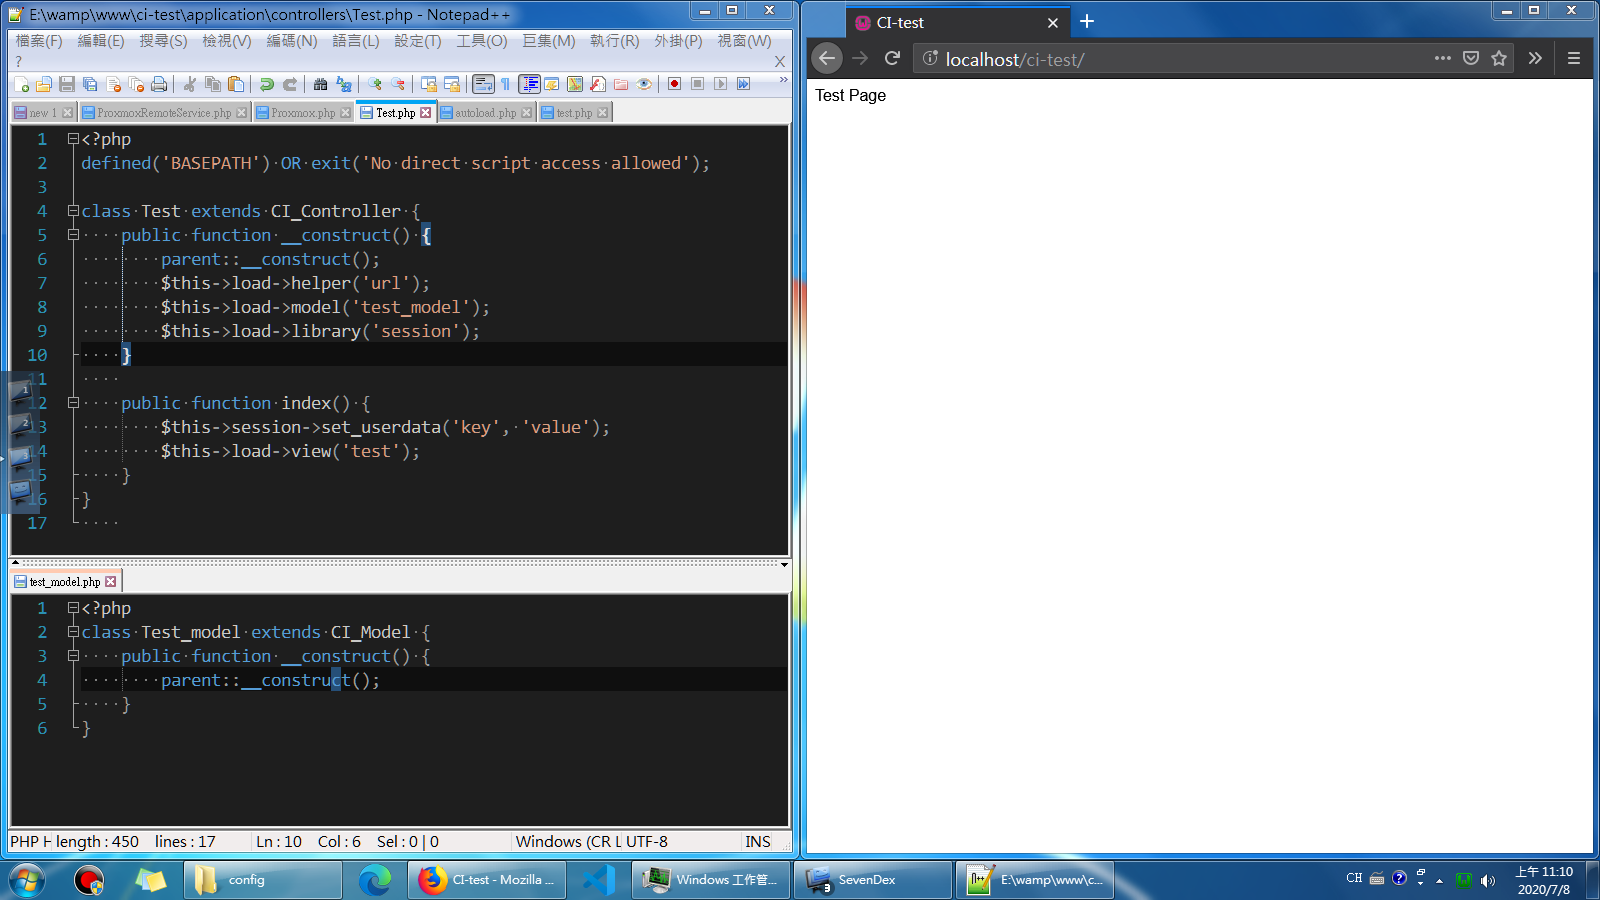 E:\wamp\www\ci-test\application\controllers\Test.php - Notepad++
檔案(F) 編輯(E) 搜尋(S) 檢視(V) 編碼(N) 語言(L) 設定(T) 工具(O) 巨集(M) 執行(R) 外掛(P) 視窗(W)
? X
new 1 ProxmoxRemoteService.php Proxmox.php Test.php autoload.php test.php
1 <?php
2 defined('BASEPATH') OR exit('No direct script access allowed');
3
4 class Test extends CI_Controller {
5 public function __construct() {
6 parent::__construct();
7 $this->load->helper('url');
8 $this->load->model('test_model');
9 $this->load->library('session');
10 }
11
12 public function index() {
13 $this->session->set_userdata('key', 'value');
14 $this->load->view('test');
15 }
16 }
17
test_model.php
1 <?php
2 class Test_model extends CI_Model {
3 public function __construct() {
4 parent::__construct();
5 }
6 }
PHP H length : 450 lines : 17 Ln : 10 Col : 6 Sel : 0 | 0 Windows (CR L UTF-8 INS
CI-test
localhost/ci-test/
Test Page
config
CI-test - Mozilla ...
Windows 工作管...
3 SevenDex
E:\wamp\www\c...
CH
上午 11:10
2020/7/8